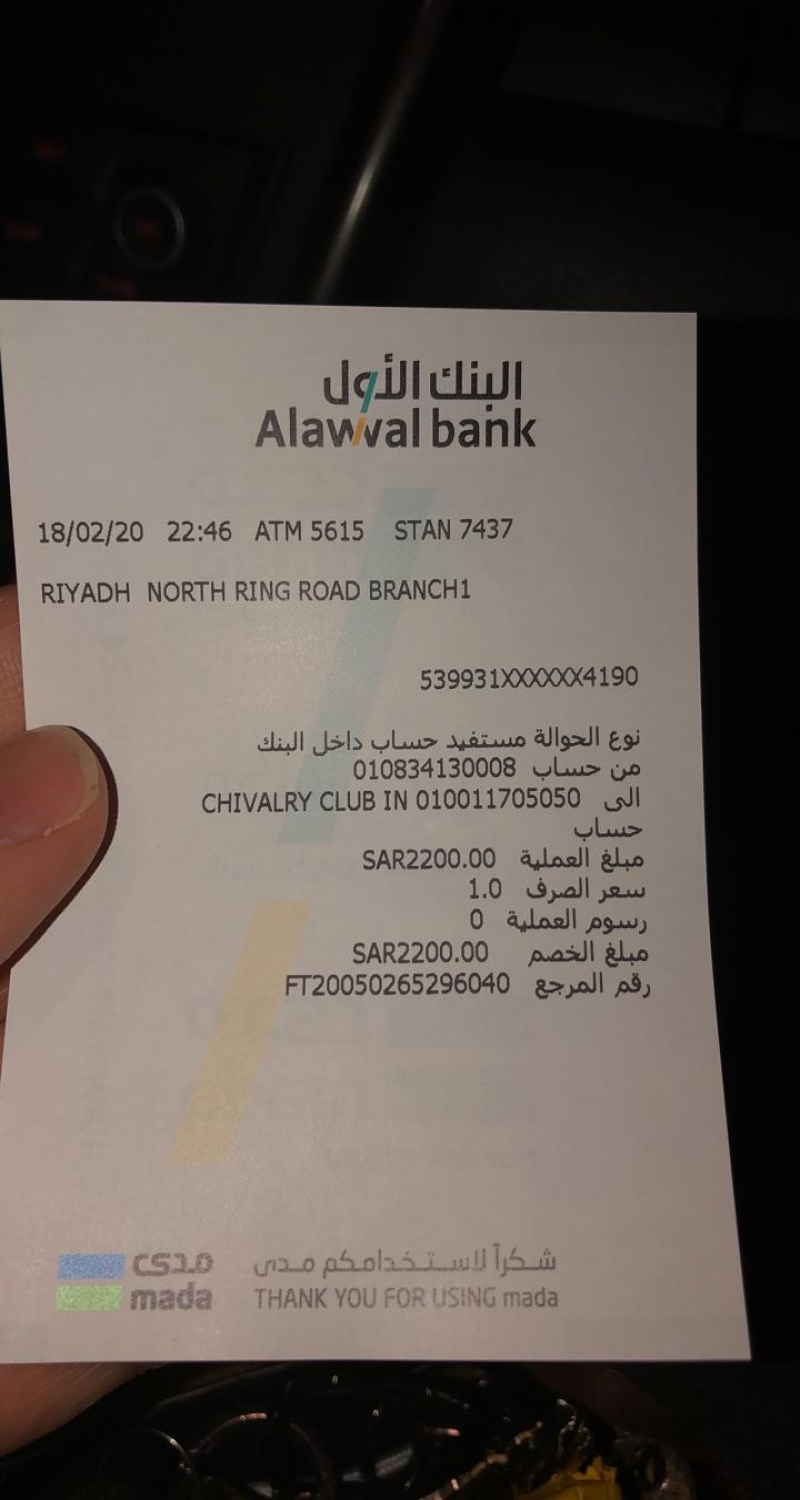 البنك الأول
Alawwal bank
18/02/20 22:46 ATM 5615 STAN 7437
RIYADH NORTH RING ROAD BRANCH1
539931XXXXXX4190
نوع الحوالة مستفيد حساب داخل البنك
من حساب 010834130008
الى CHIVALRY CLUB IN 010011705050
حساب
مبلغ العملية SAR2200.00
سعر الصرف 1.0
رسوم العملية 0
مبلغ الخصم SAR2200.00
رقم المرجع FT20050265296040
مدى شكراً لاستخدامكم مدى
mada THANK YOU FOR USING mada